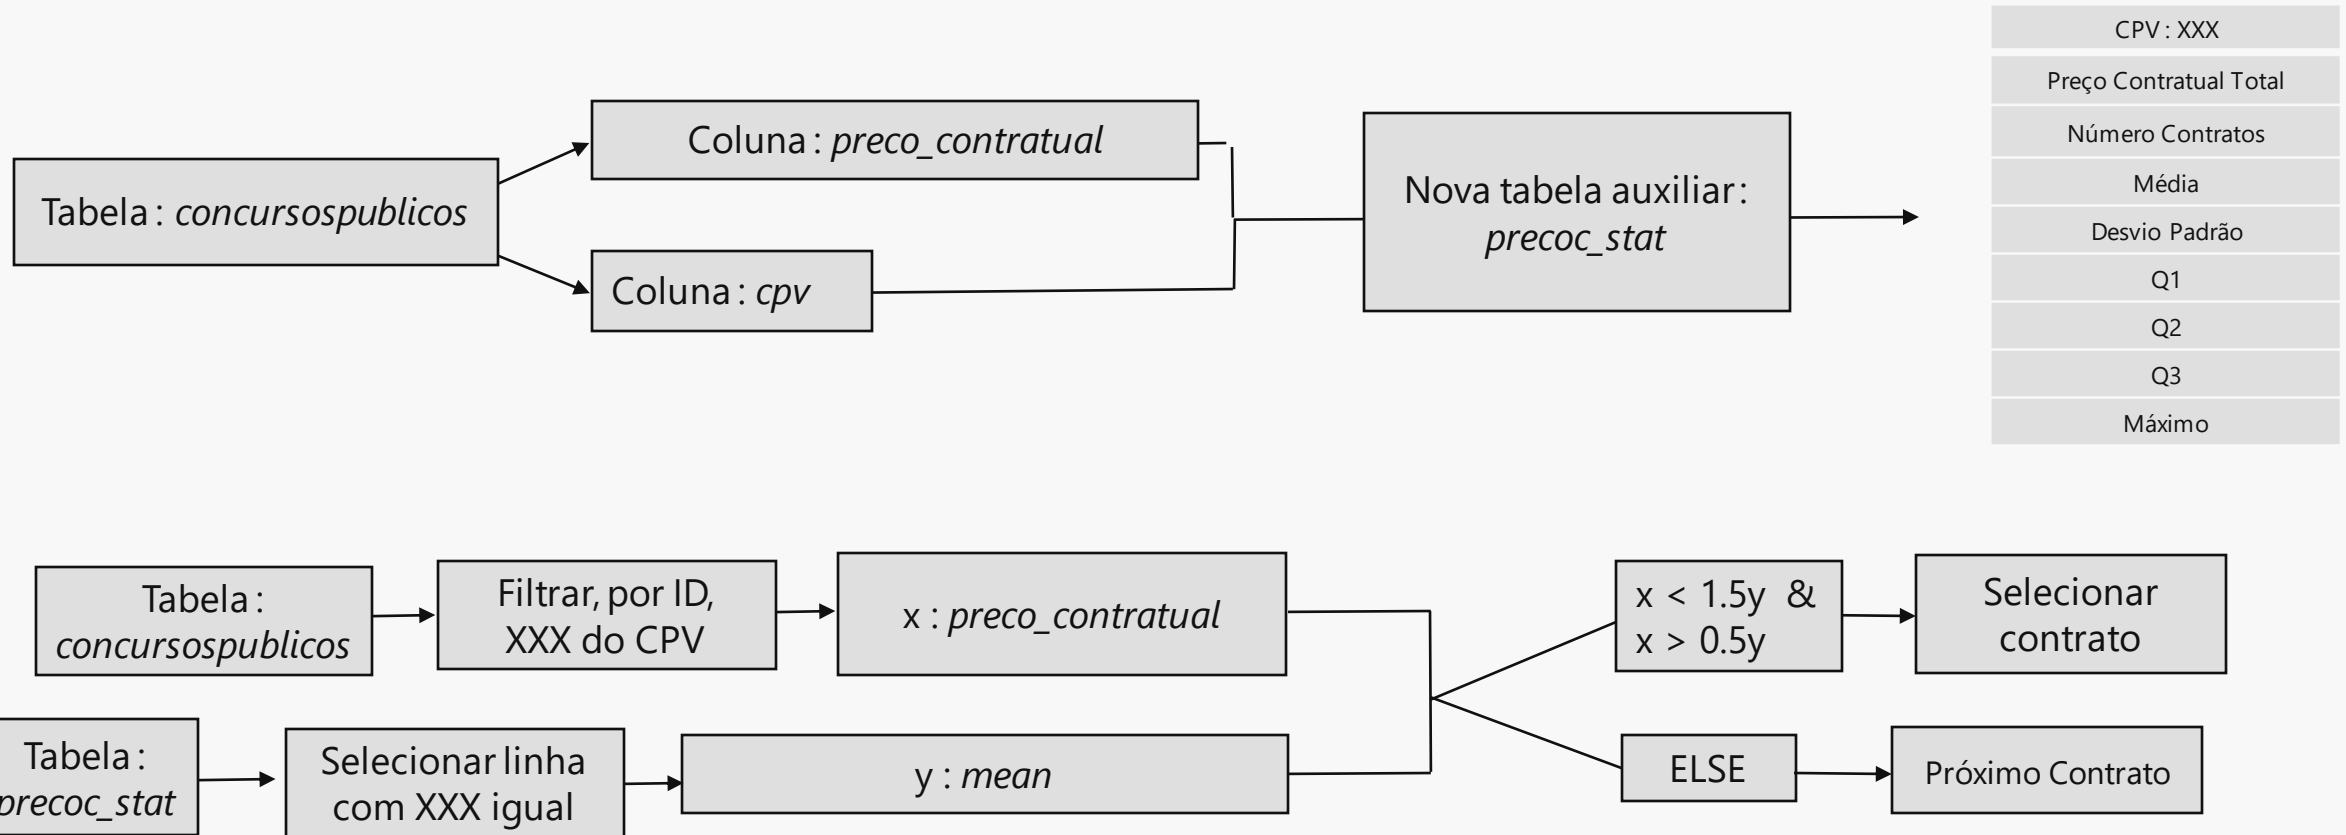 Tabela : concursospublicos
Coluna : preco_contratual
Coluna : cpv
Nova tabela auxiliar :
precoc_stat
CPV : XXX
Preço Contratual Total
Número Contratos
Média
Desvio Padrão
Q1
Q2
Q3
Máximo
Tabela :
concursospublicos
Filtrar, por ID,
XXX do CPV
x : preco_contratual
x < 1.5y &
x > 0.5y
Selecionar
contrato
Tabela :
precoc_stat
Selecionar linha
com XXX igual
y : mean
ELSE
Próximo Contrato